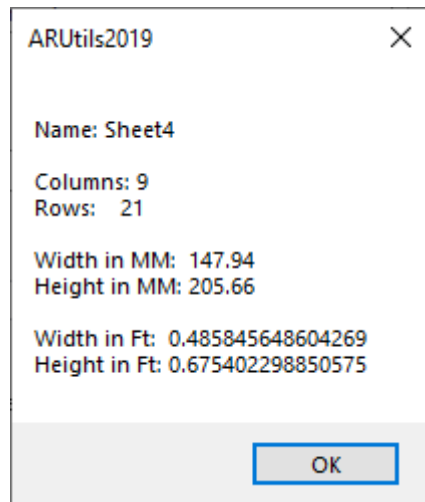 ARUtils2019
Name: Sheet4
Columns: 9
Rows: 21
Width in MM: 147.94
Height in MM: 205.66
Width in Ft: 0.485845648604269
Height in Ft: 0.675402298850575
OK